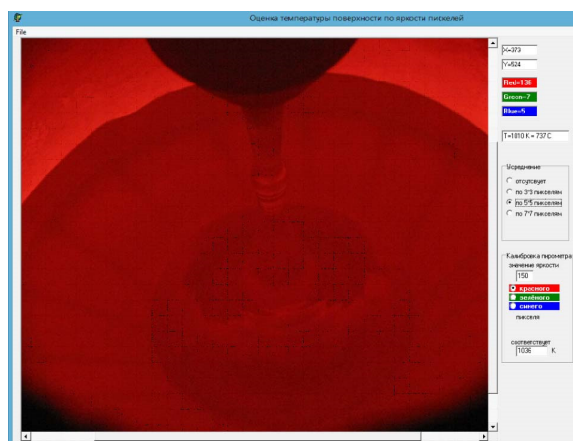 Оценка температуры поверхности по яркости пискелей
File
X=373
Y=524
Red=136
Green=7
Blue=5
T=1010 K = 737 C
Усреднение
отсутсвует
по 3*3 пикселям
по 5*5 пикселям
по 7*7 пикселям
Калибровка пирометра
значение яркости
150
красного
зелёного
синего
пикселя
соответствует
1036 K